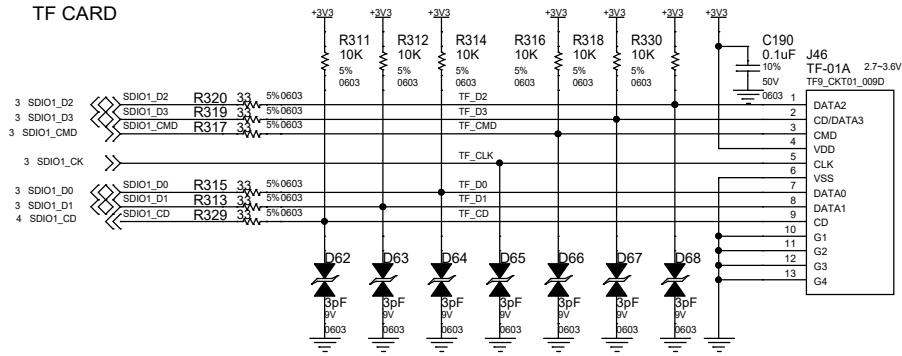 TF CARD
+3V3 +3V3 +3V3 +3V3 +3V3 +3V3 +3V3
R311 10K 5% 0603
R312 10K 5% 0603
R314 10K 5% 0603
R316 10K 5% 0603
R318 10K 5% 0603
R330 10K 5% 0603
C190 0.1uF 10% 50V 0603
J46 TF-01A 2.7~3.6V
TF9_CKT01_009D
3 SDIO1_D2 SDIO1_D2 R320 33 5%0603 TF_D2 1 DATA2
3 SDIO1_D3 SDIO1_D3 R319 33 5%0603 TF_D3 2 CD/DATA3
3 SDIO1_CMD SDIO1_CMD R317 33 5%0603 TF_CMD 3 CMD
4 VDD
3 SDIO1_CK TF_CLK 5 CLK
6 VSS
3 SDIO1_D0 SDIO1_D0 R315 33 5%0603 TF_D0 7 DATA0
3 SDIO1_D1 SDIO1_D1 R313 33 5%0603 TF_D1 8 DATA1
4 SDIO1_CD SDIO1_CD R329 33 5%0603 TF_CD 9 CD
10 G1
11 G2
12 G3
13 G4
D62 3pF 9V 0603
D63 3pF 9V 0603
D64 3pF 9V 0603
D65 3pF 9V 0603
D66 3pF 9V 0603
D67 3pF 9V 0603
D68 3pF 9V 0603